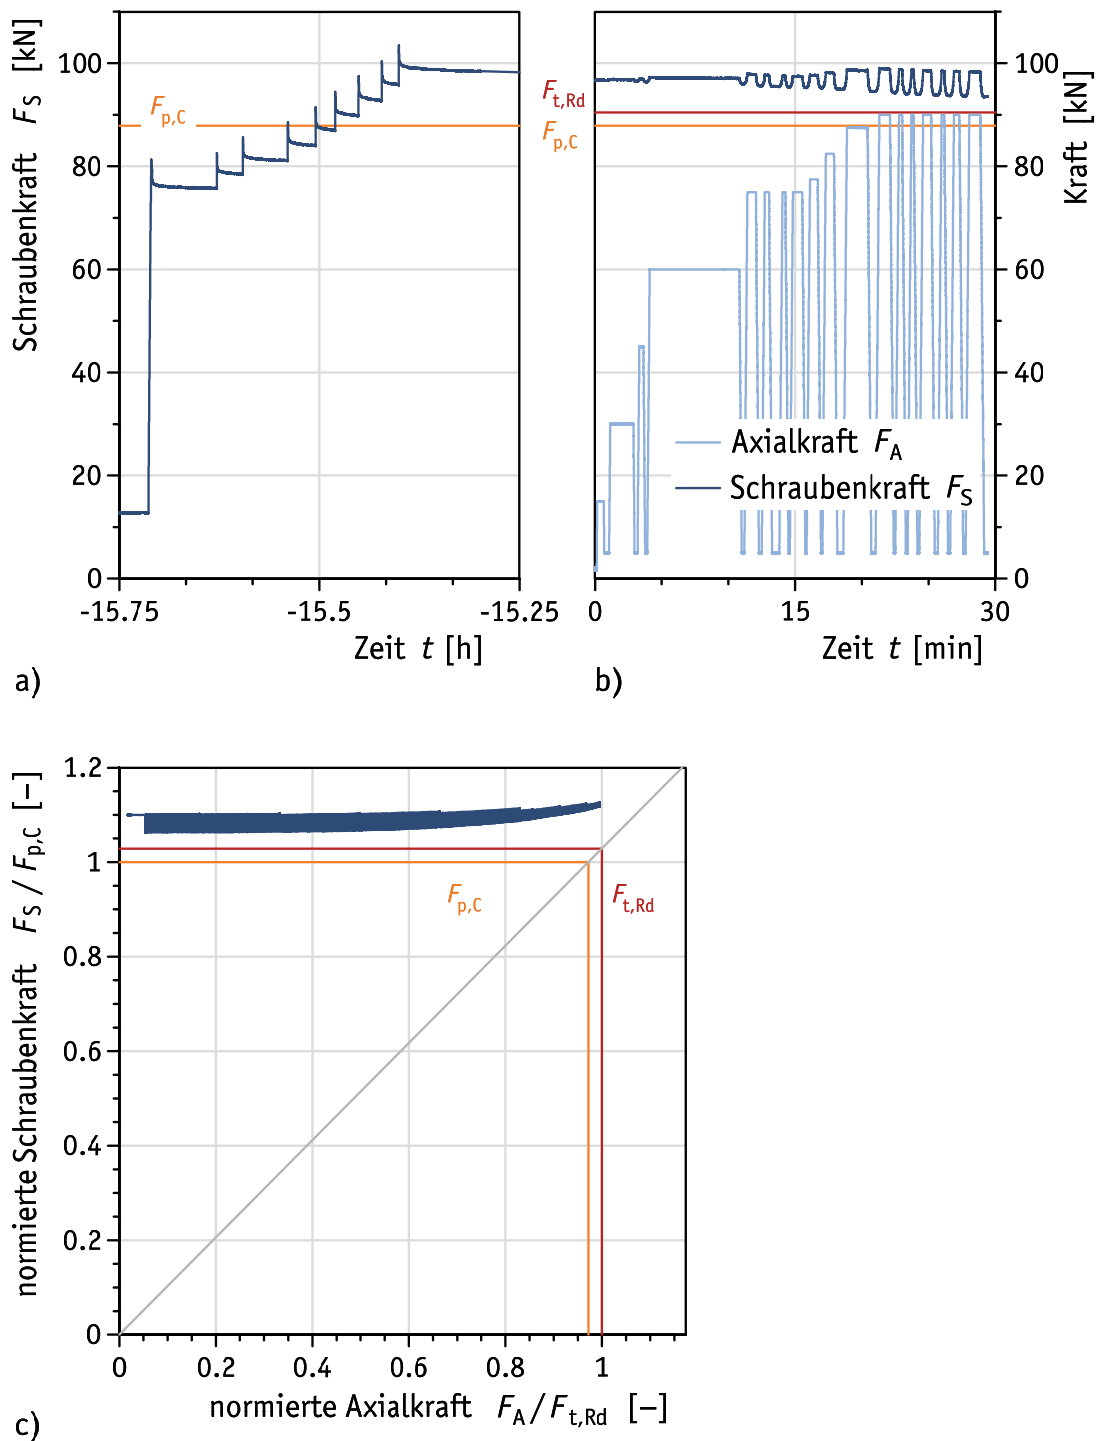 Schraubenkraft F_S [kN]
100
80
60
40
20
0
F_p,C
-15.75
-15.5
-15.25
Zeit t [h]
a)
F_t,Rd
F_p,C
100
80
60
40
20
0
Kraft [kN]
Axialkraft F_A
Schraubenkraft F_S
0
15
30
Zeit t [min]
b)
normierte Schraubenkraft F_S / F_p,C [–]
1.2
1
0.8
0.6
0.4
0.2
0
F_p,C
F_t,Rd
0
0.2
0.4
0.6
0.8
1
normierte Axialkraft F_A / F_t,Rd [–]
c)